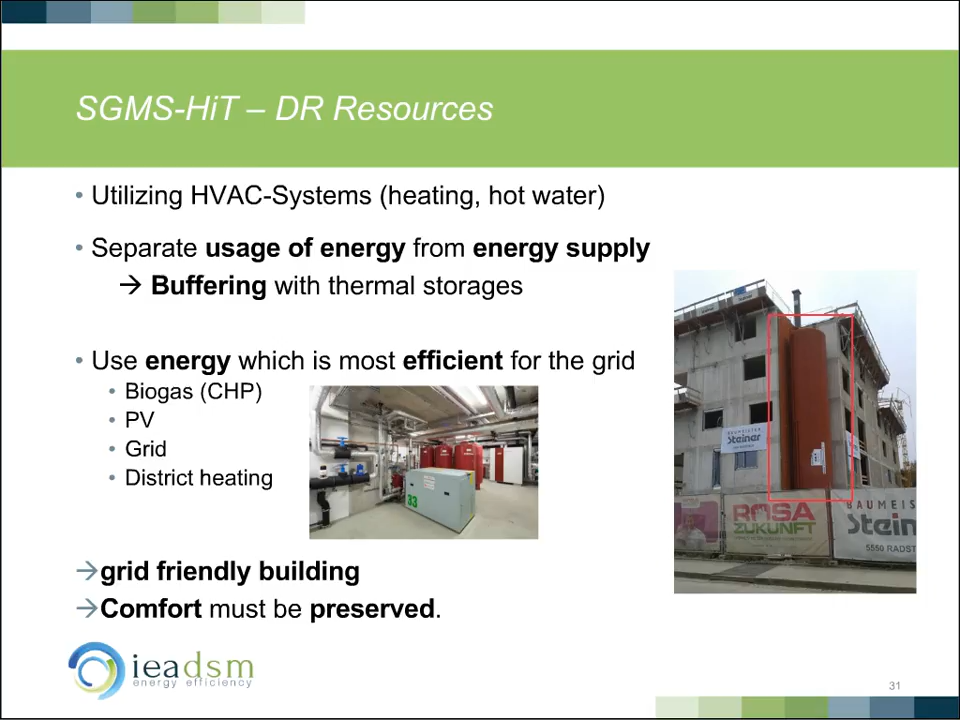 SGMS-HiT – DR Resources
• Utilizing HVAC-Systems (heating, hot water)
• Separate usage of energy from energy supply
→ Buffering with thermal storages
• Use energy which is most efficient for the grid
• Biogas (CHP)
• PV
• Grid
• District heating
33
BAUMEISTER
Steiner
ROSA
ZUKUNFT
BAUMEIS
Stein
5550 RADST
→grid friendly building
→Comfort must be preserved.
ieadsm
energy efficiency
31